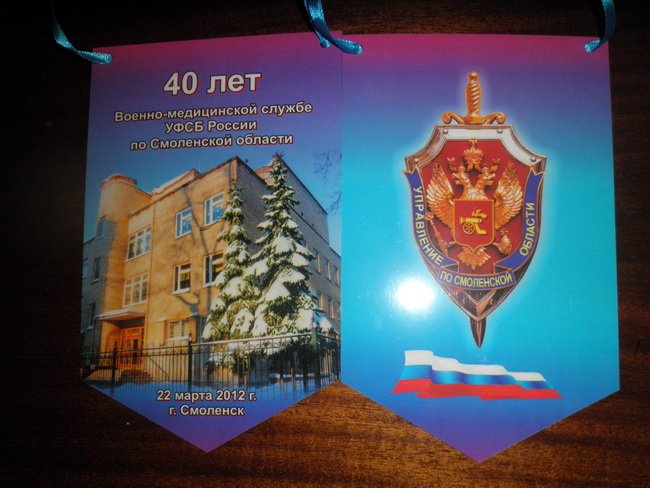 40 лет
Военно-медицинской службе
УФСБ России
по Смоленской области
22 марта 2012 г.
г. Смоленск
УПРАВЛЕНИЕ
ПО СМОЛЕНСКОЙ
ОБЛАСТИ